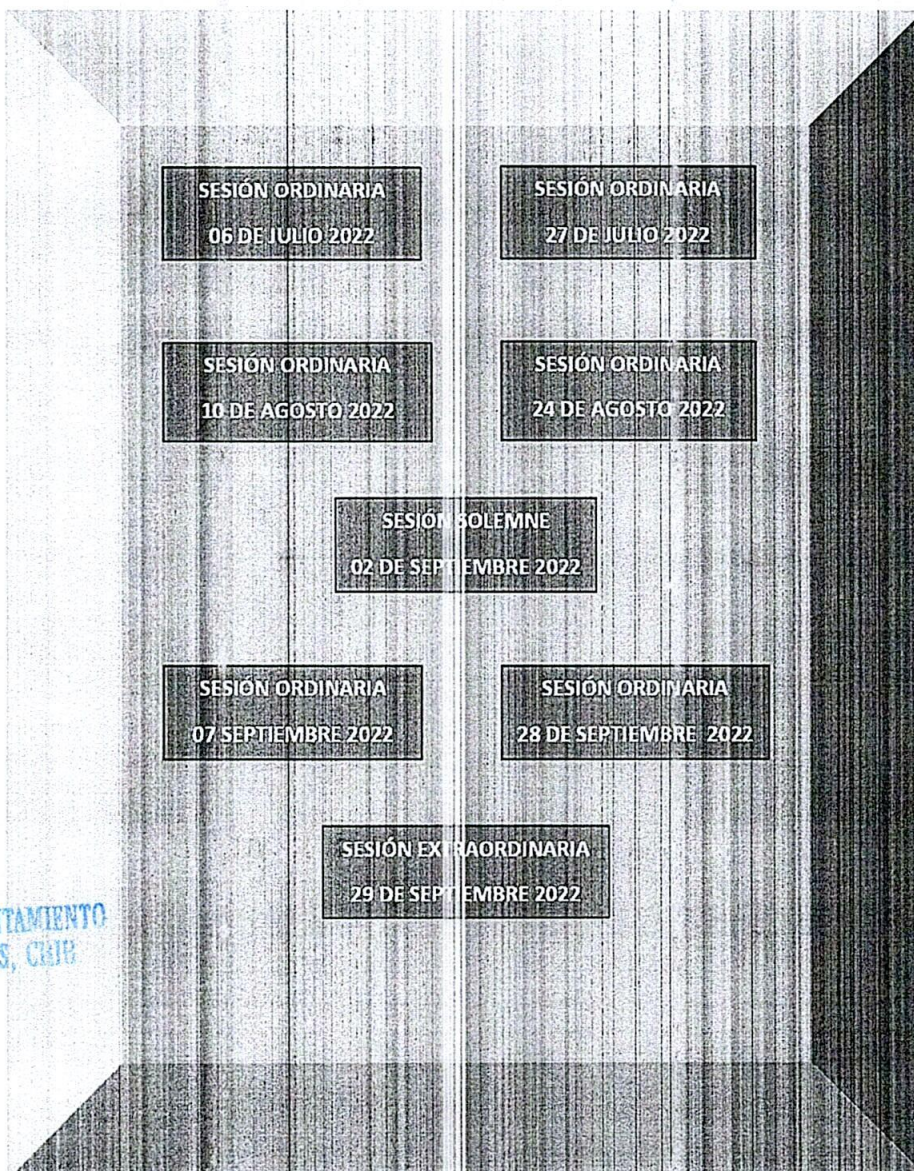 SESIÓN ORDINARIA
06 DE JULIO 2022
SESIÓN ORDINARIA
27 DE JULIO 2022
SESIÓN ORDINARIA
10 DE AGOSTO 2022
SESIÓN ORDINARIA
24 DE AGOSTO 2022
SESIÓN SOLEMNE
02 DE SEPTIEMBRE 2022
SESIÓN ORDINARIA
07 SEPTIEMBRE 2022
SESIÓN ORDINARIA
28 DE SEPTIEMBRE 2022
SESIÓN EXTRAORDINARIA
29 DE SEPTIEMBRE 2022
TAMIENTO
S, CHIH